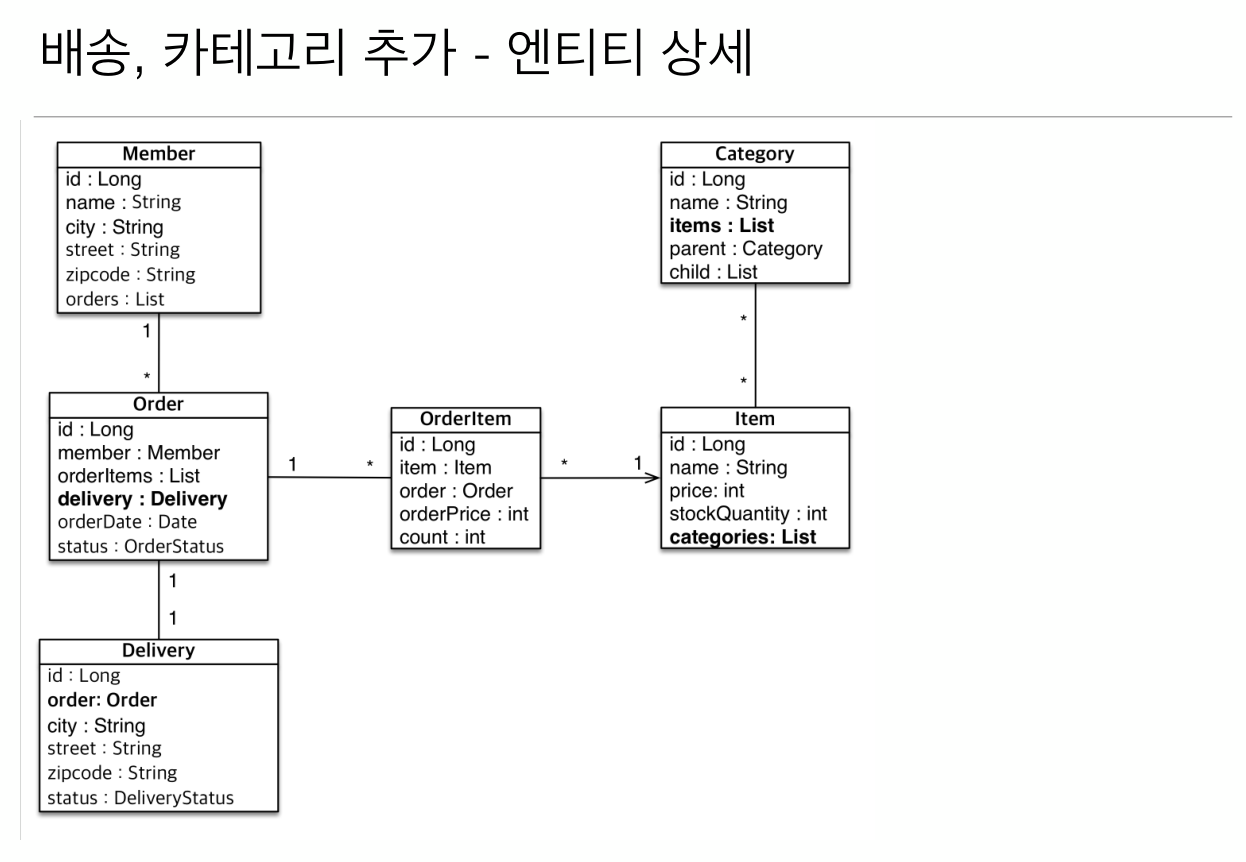 배송, 카테고리 추가 - 엔티티 상세
Member
id : Long
name : String
city : String
street : String
zipcode : String
orders : List
1
*
Order
id : Long
member : Member
orderItems : List
delivery : Delivery
orderDate : Date
status : OrderStatus
1
*
OrderItem
id : Long
item : Item
order : Order
orderPrice : int
count : int
*
1
Category
id : Long
name : String
items : List
parent : Category
child : List
*
*
Item
id : Long
name : String
price: int
stockQuantity : int
categories: List
1
1
Delivery
id : Long
order: Order
city : String
street : String
zipcode : String
status : DeliveryStatus